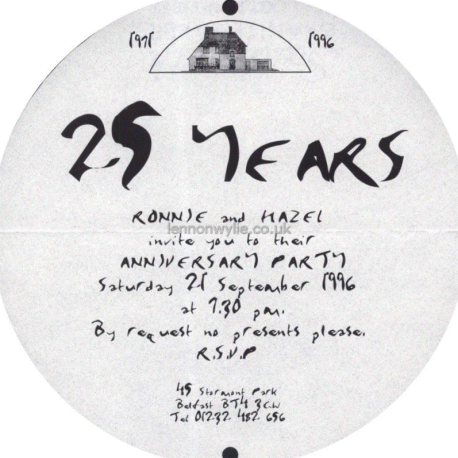 1971 1996
25 YEARS
RONNIE and HAZEL
lennonwylie.co.uk
invite you to their
ANNIVERSARY PARTY
Saturday 21 September 1996
at 7.30 pm.
By request no presents please.
R.S.V.P
45 Stormont Park
Belfast BT4
Tel 01232 482 656